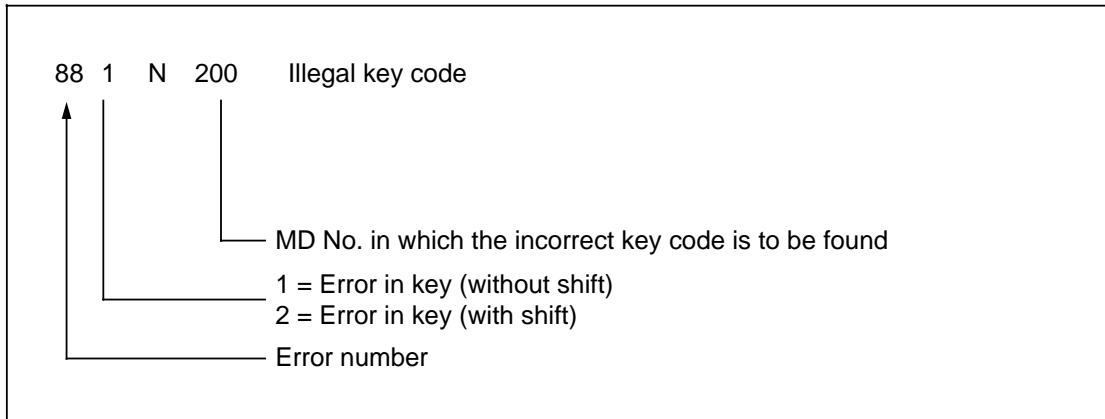 88 1 N 200 Illegal key code
MD No. in which the incorrect key code is to be found
1 = Error in key (without shift)
2 = Error in key (with shift)
Error number